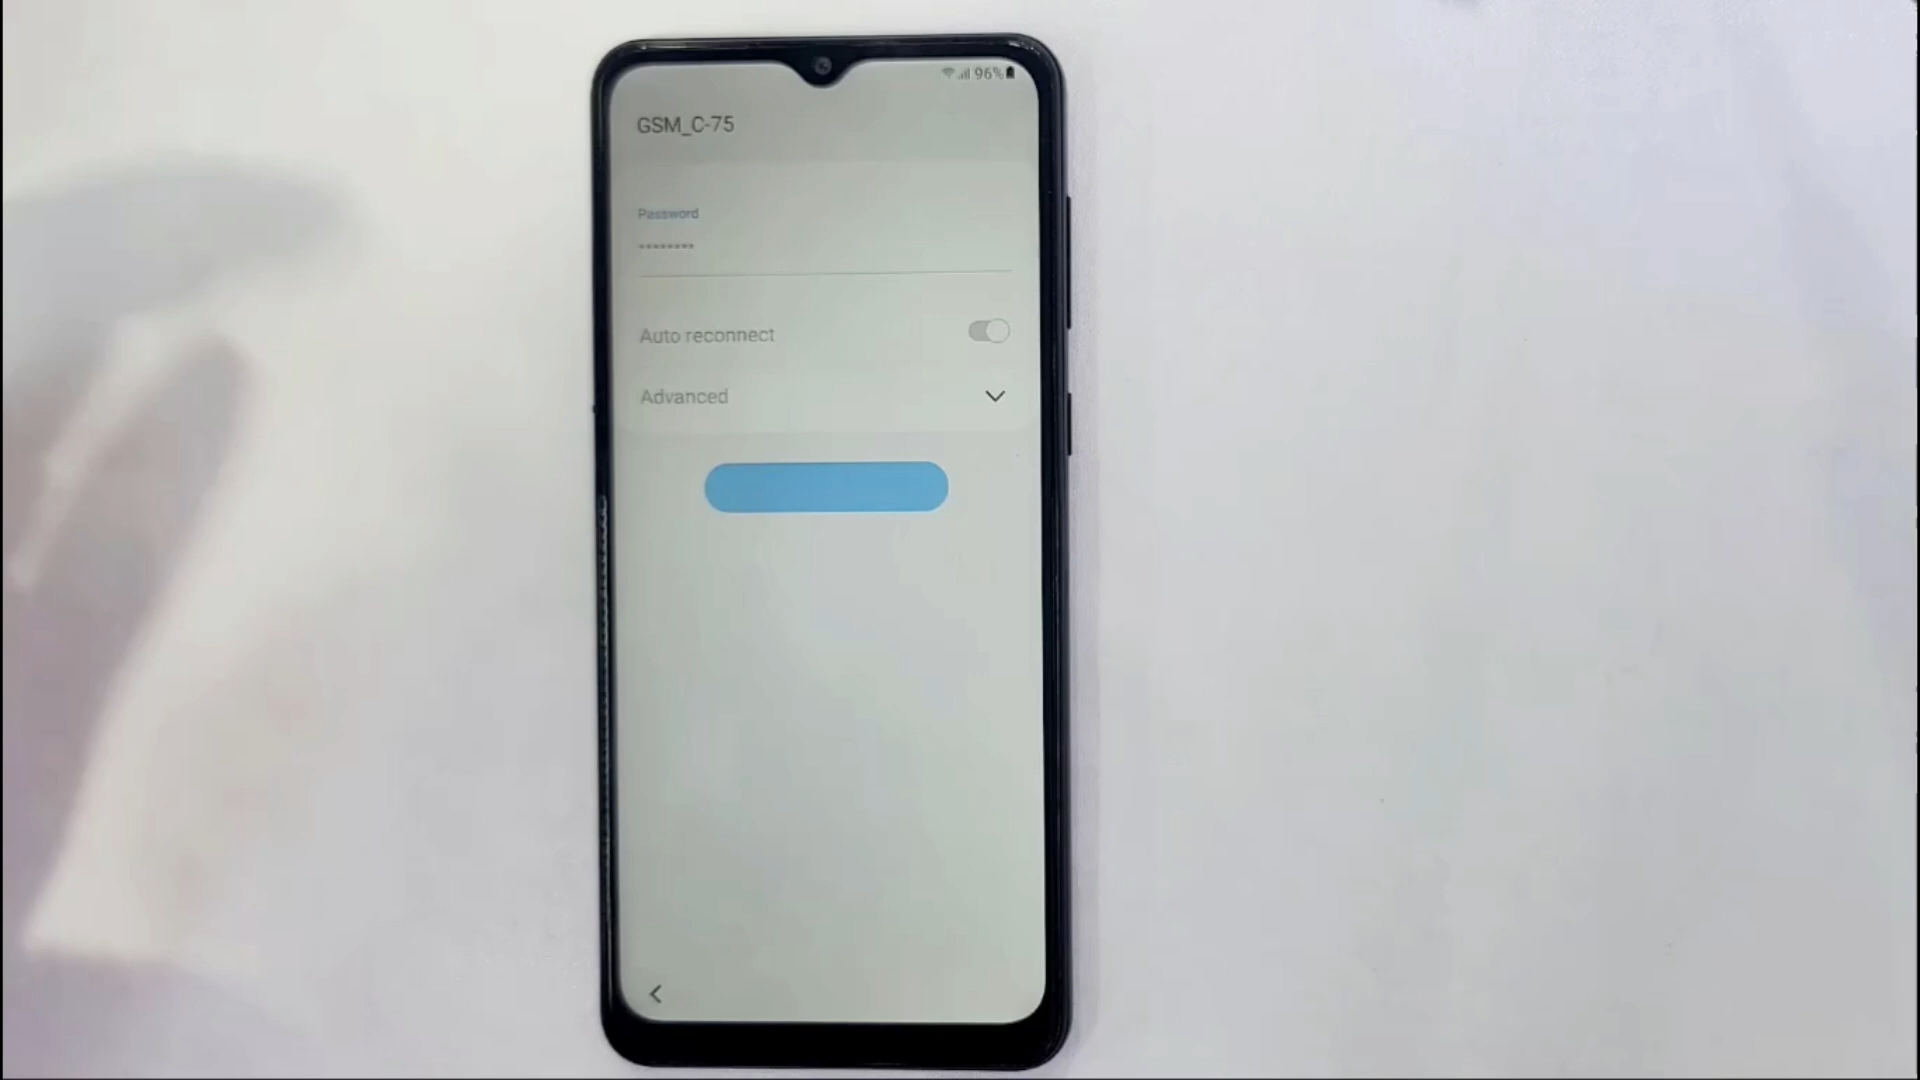 96%
GSM_C-75
Password
********
Auto reconnect
Advanced